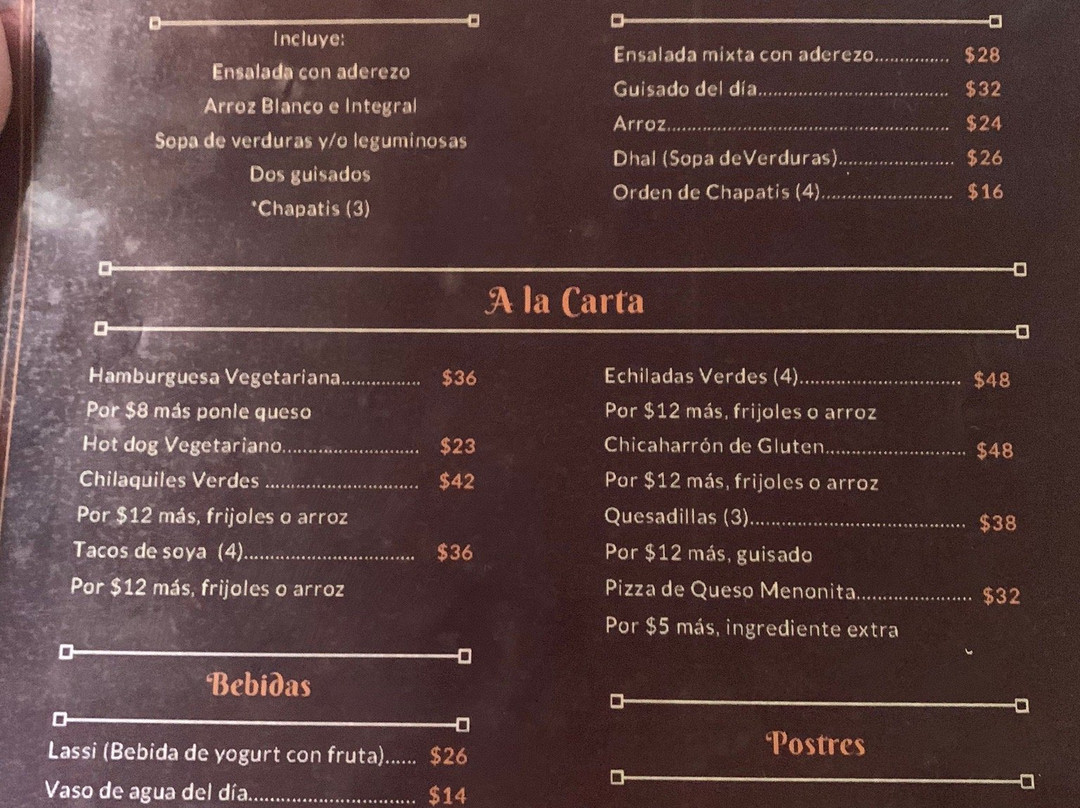 Incluye:
Ensalada con aderezo
Arroz Blanco e Integral
Sopa de verduras y/o leguminosas
Dos guisados
*Chapatis (3)
Ensalada mixta con aderezo.............. $28
Guisado del día...................................... $32
Arroz......................................................... $24
Dhal (Sopa deVerduras)....................... $26
Orden de Chapatis (4).......................... $16
A la Carta
Hamburguesa Vegetariana............... $36
Por $8 más ponle queso
Hot dog Vegetariano.......................... $23
Chilaquiles Verdes ............................. $42
Por $12 más, frijoles o arroz
Tacos de soya (4)................................ $36
Por $12 más, frijoles o arroz
Echiladas Verdes (4)................................ $48
Por $12 más, frijoles o arroz
Chicaharrón de Gluten............................ $48
Por $12 más, frijoles o arroz
Quesadillas (3)........................................... $38
Por $12 más, guisado
Pizza de Queso Menonita....................... $32
Por $5 más, ingrediente extra
Bebidas
Lassi (Bebida de yogurt con fruta)...... $26
Vaso de agua del día................................ $14
Postres